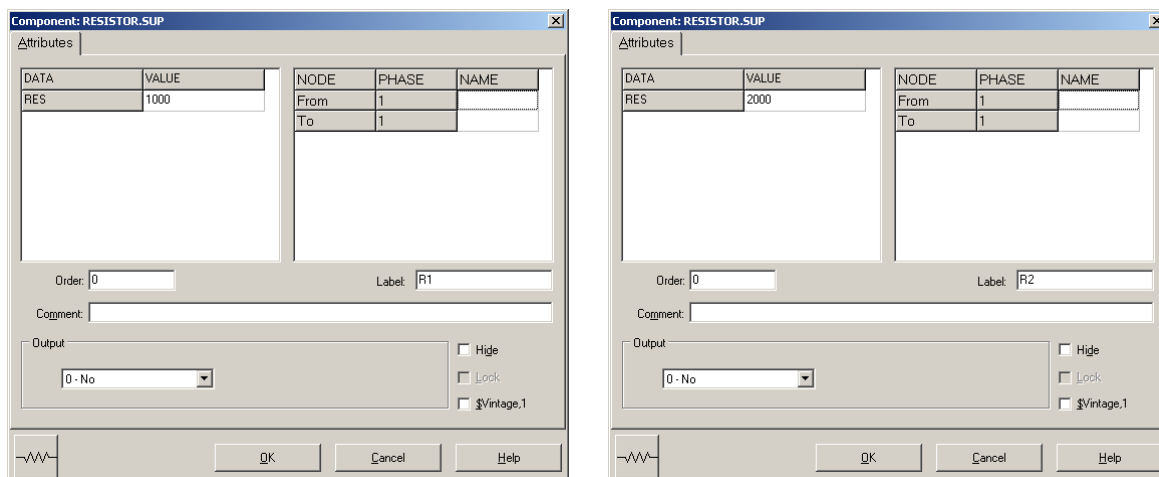 Component: RESISTOR.SUP
Attributes
DATA VALUE
RES 1000
NODE PHASE NAME
From 1
To 1
Order: 0
Label: R1
Comment:
Output
0 - No
Hide
Lock
$Vintage,1
OK Cancel Help
Component: RESISTOR.SUP
Attributes
DATA VALUE
RES 2000
NODE PHASE NAME
From 1
To 1
Order: 0
Label: R2
Comment:
Output
0 - No
Hide
Lock
$Vintage,1
OK Cancel Help